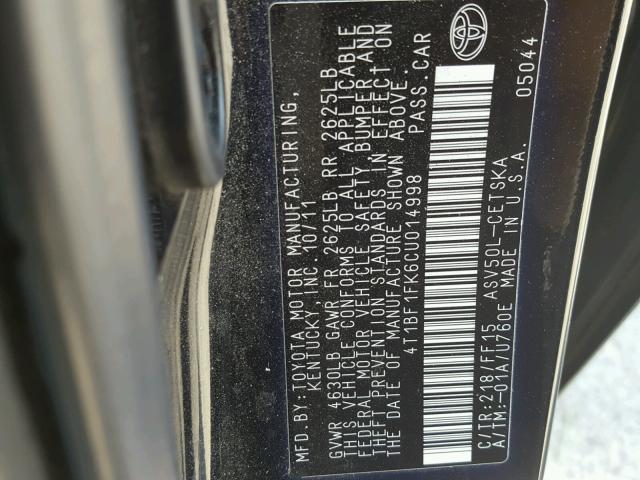 MFD.BY:TOYOTA MOTOR MANUFACTURING,
KENTUCKY, INC. 10/11
GVWR 4630LB GAWR FR 2625LB RR 2625LB
THIS VEHICLE CONFORMS TO ALL APPLICABLE
FEDERAL MOTOR VEHICLE SAFETY,BUMPER,AND
THEFT PREVENTION STANDARDS IN EFFECT ON
THE DATE OF MANUFACTURE SHOWN ABOVE.
4T1BF1FK6CU014998 PASS.CAR
C/TR:218/FF15 ASV50L-CETSKA
A/TM:-01A/U760E MADE IN U.S.A.
05044